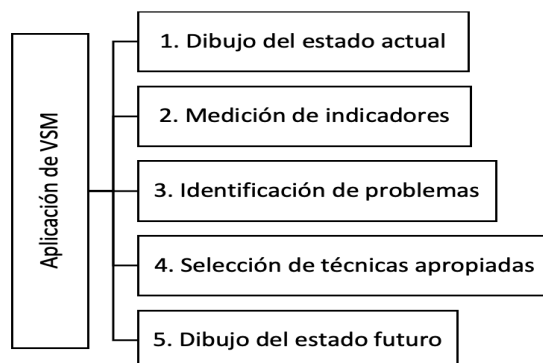 Aplicación de VSM
1. Dibujo del estado actual
2. Medición de indicadores
3. Identificación de problemas
4. Selección de técnicas apropiadas
5. Dibujo del estado futuro